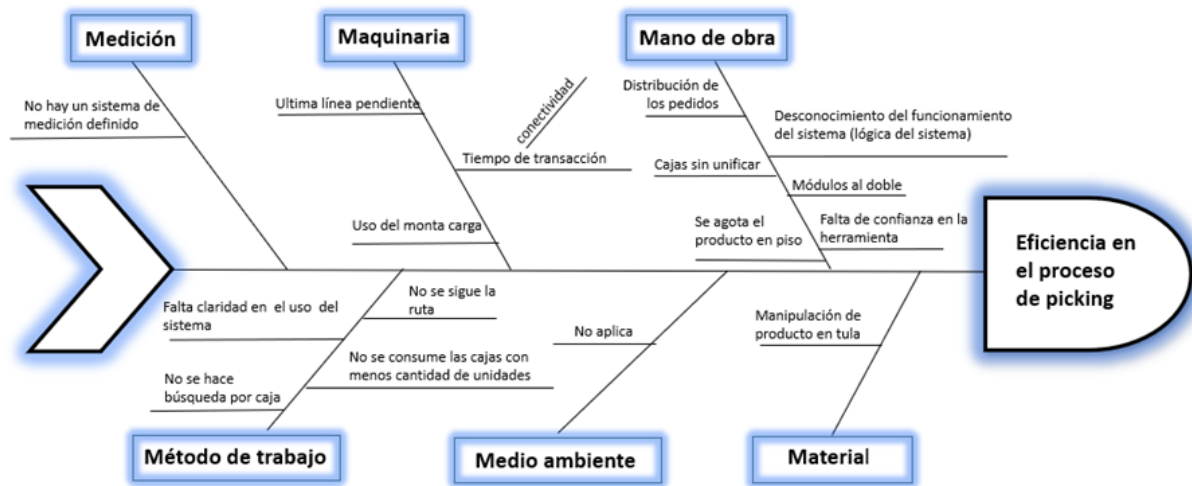 Medición
Maquinaria
Mano de obra
No hay un sistema de
medición definido
Ultima línea pendiente
conectividad
Tiempo de transacción
Uso del monta carga
Distribución de
los pedidos
Desconocimiento del funcionamiento
del sistema (lógica del sistema)
Cajas sin unificar
Módulos al doble
Se agota el
producto en piso
Falta de confianza en la
herramienta
Eficiencia en
el proceso
de picking
Falta claridad en el uso del
sistema
No se sigue la
ruta
No se hace
búsqueda por caja
No se consume las cajas con
menos cantidad de unidades
No aplica
Manipulación de
producto en tula
Método de trabajo
Medio ambiente
Material